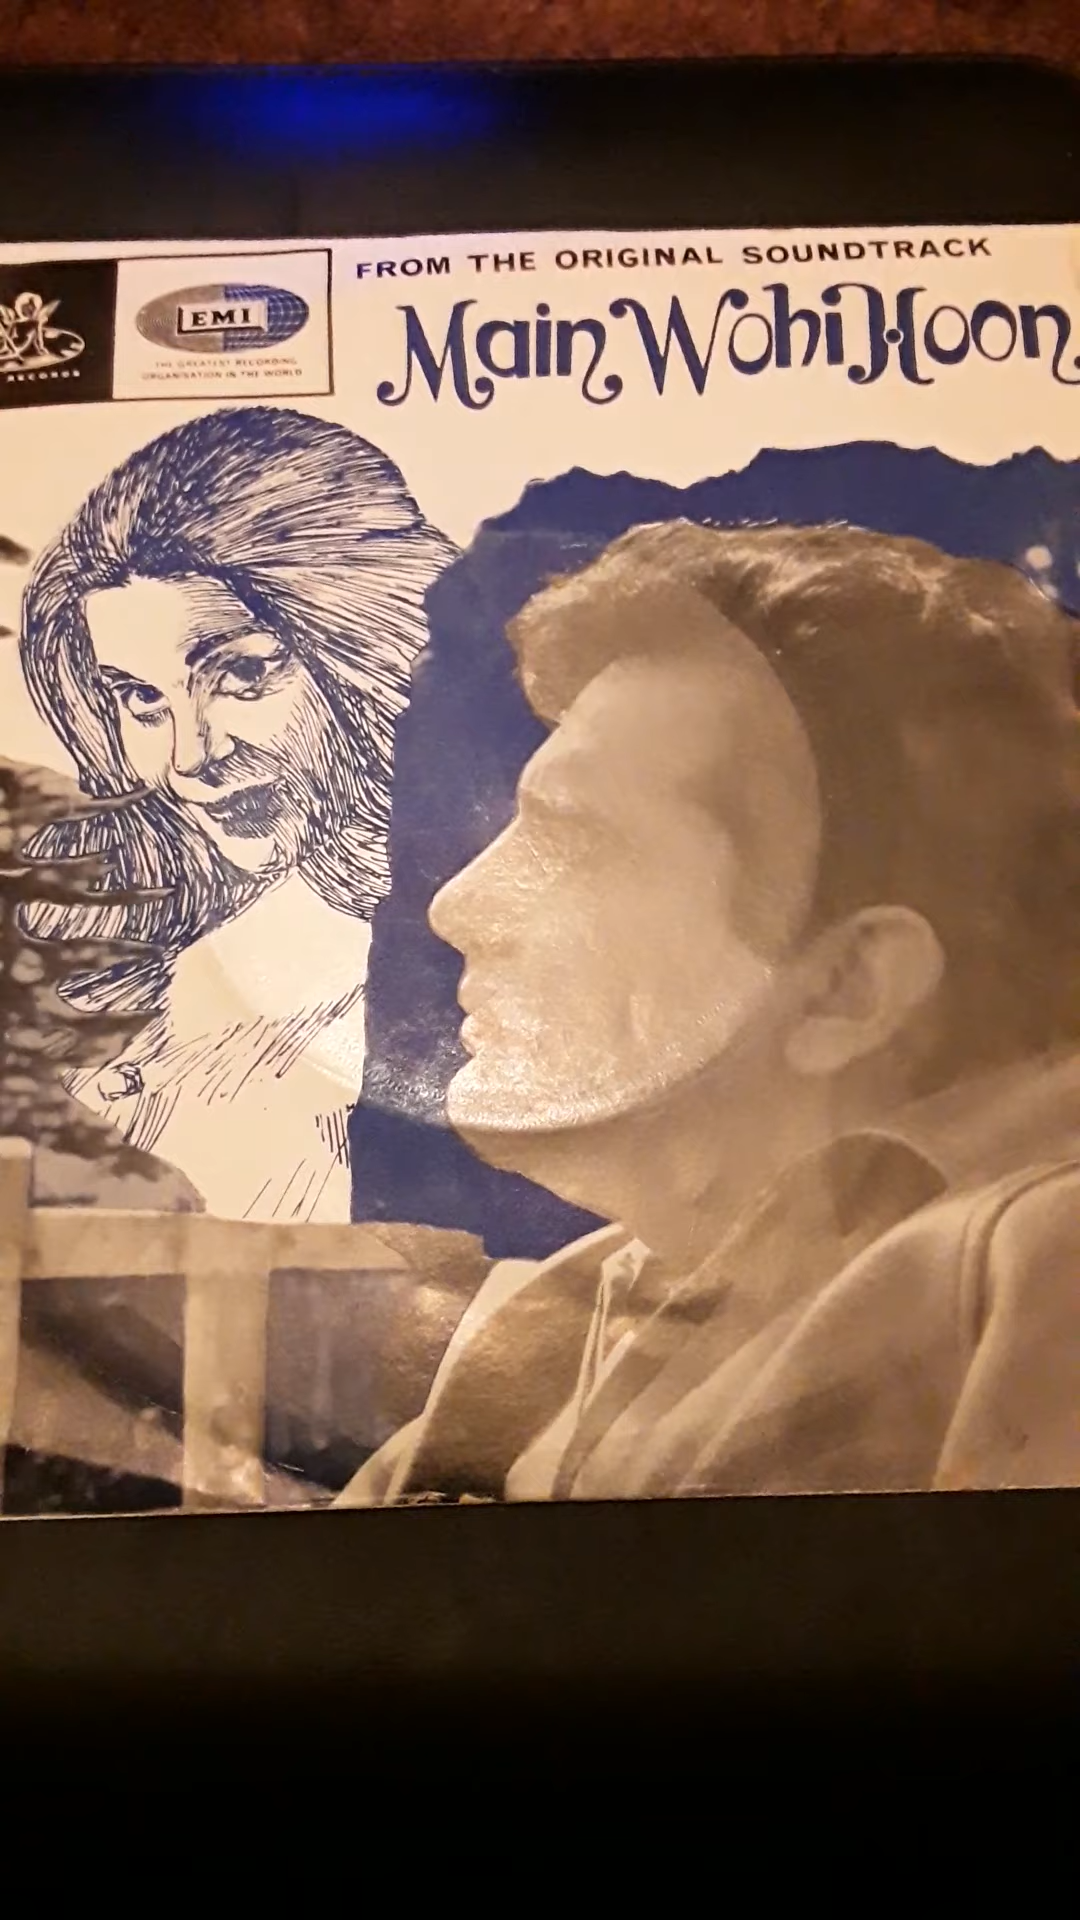 FROM THE ORIGINAL SOUNDTRACK
Main Wohi Hoon
RECORDS
EMI
THE GREATEST RECORDING
ORGANISATION IN THE WORLD